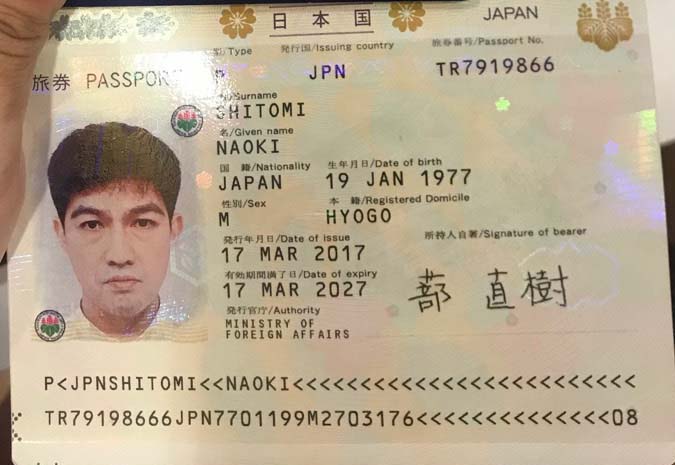 日本国 JAPAN
型/Type 発行国/Issuing country 旅券番号/Passport No.
旅券 PASSPORT P JPN TR7919866
姓/Surname
SHITOMI
名/Given name
NAOKI
国 籍/Nationality 生年月日/Date of birth
JAPAN 19 JAN 1977
性別/Sex 本 籍/Registered Domicile
M HYOGO
発行年月日/Date of issue 所持人自署/Signature of bearer
17 MAR 2017
有効期間満了日/Date of expiry
17 MAR 2027 蔀 直樹
発行官庁/Authority
MINISTRY OF
FOREIGN AFFAIRS
P<JPNSHITOMI<<NAOKI<<<<<<<<<<<<<<<<<<<<<<<<<
TR79198666JPN7701199M2703176<<<<<<<<<<<<<<08